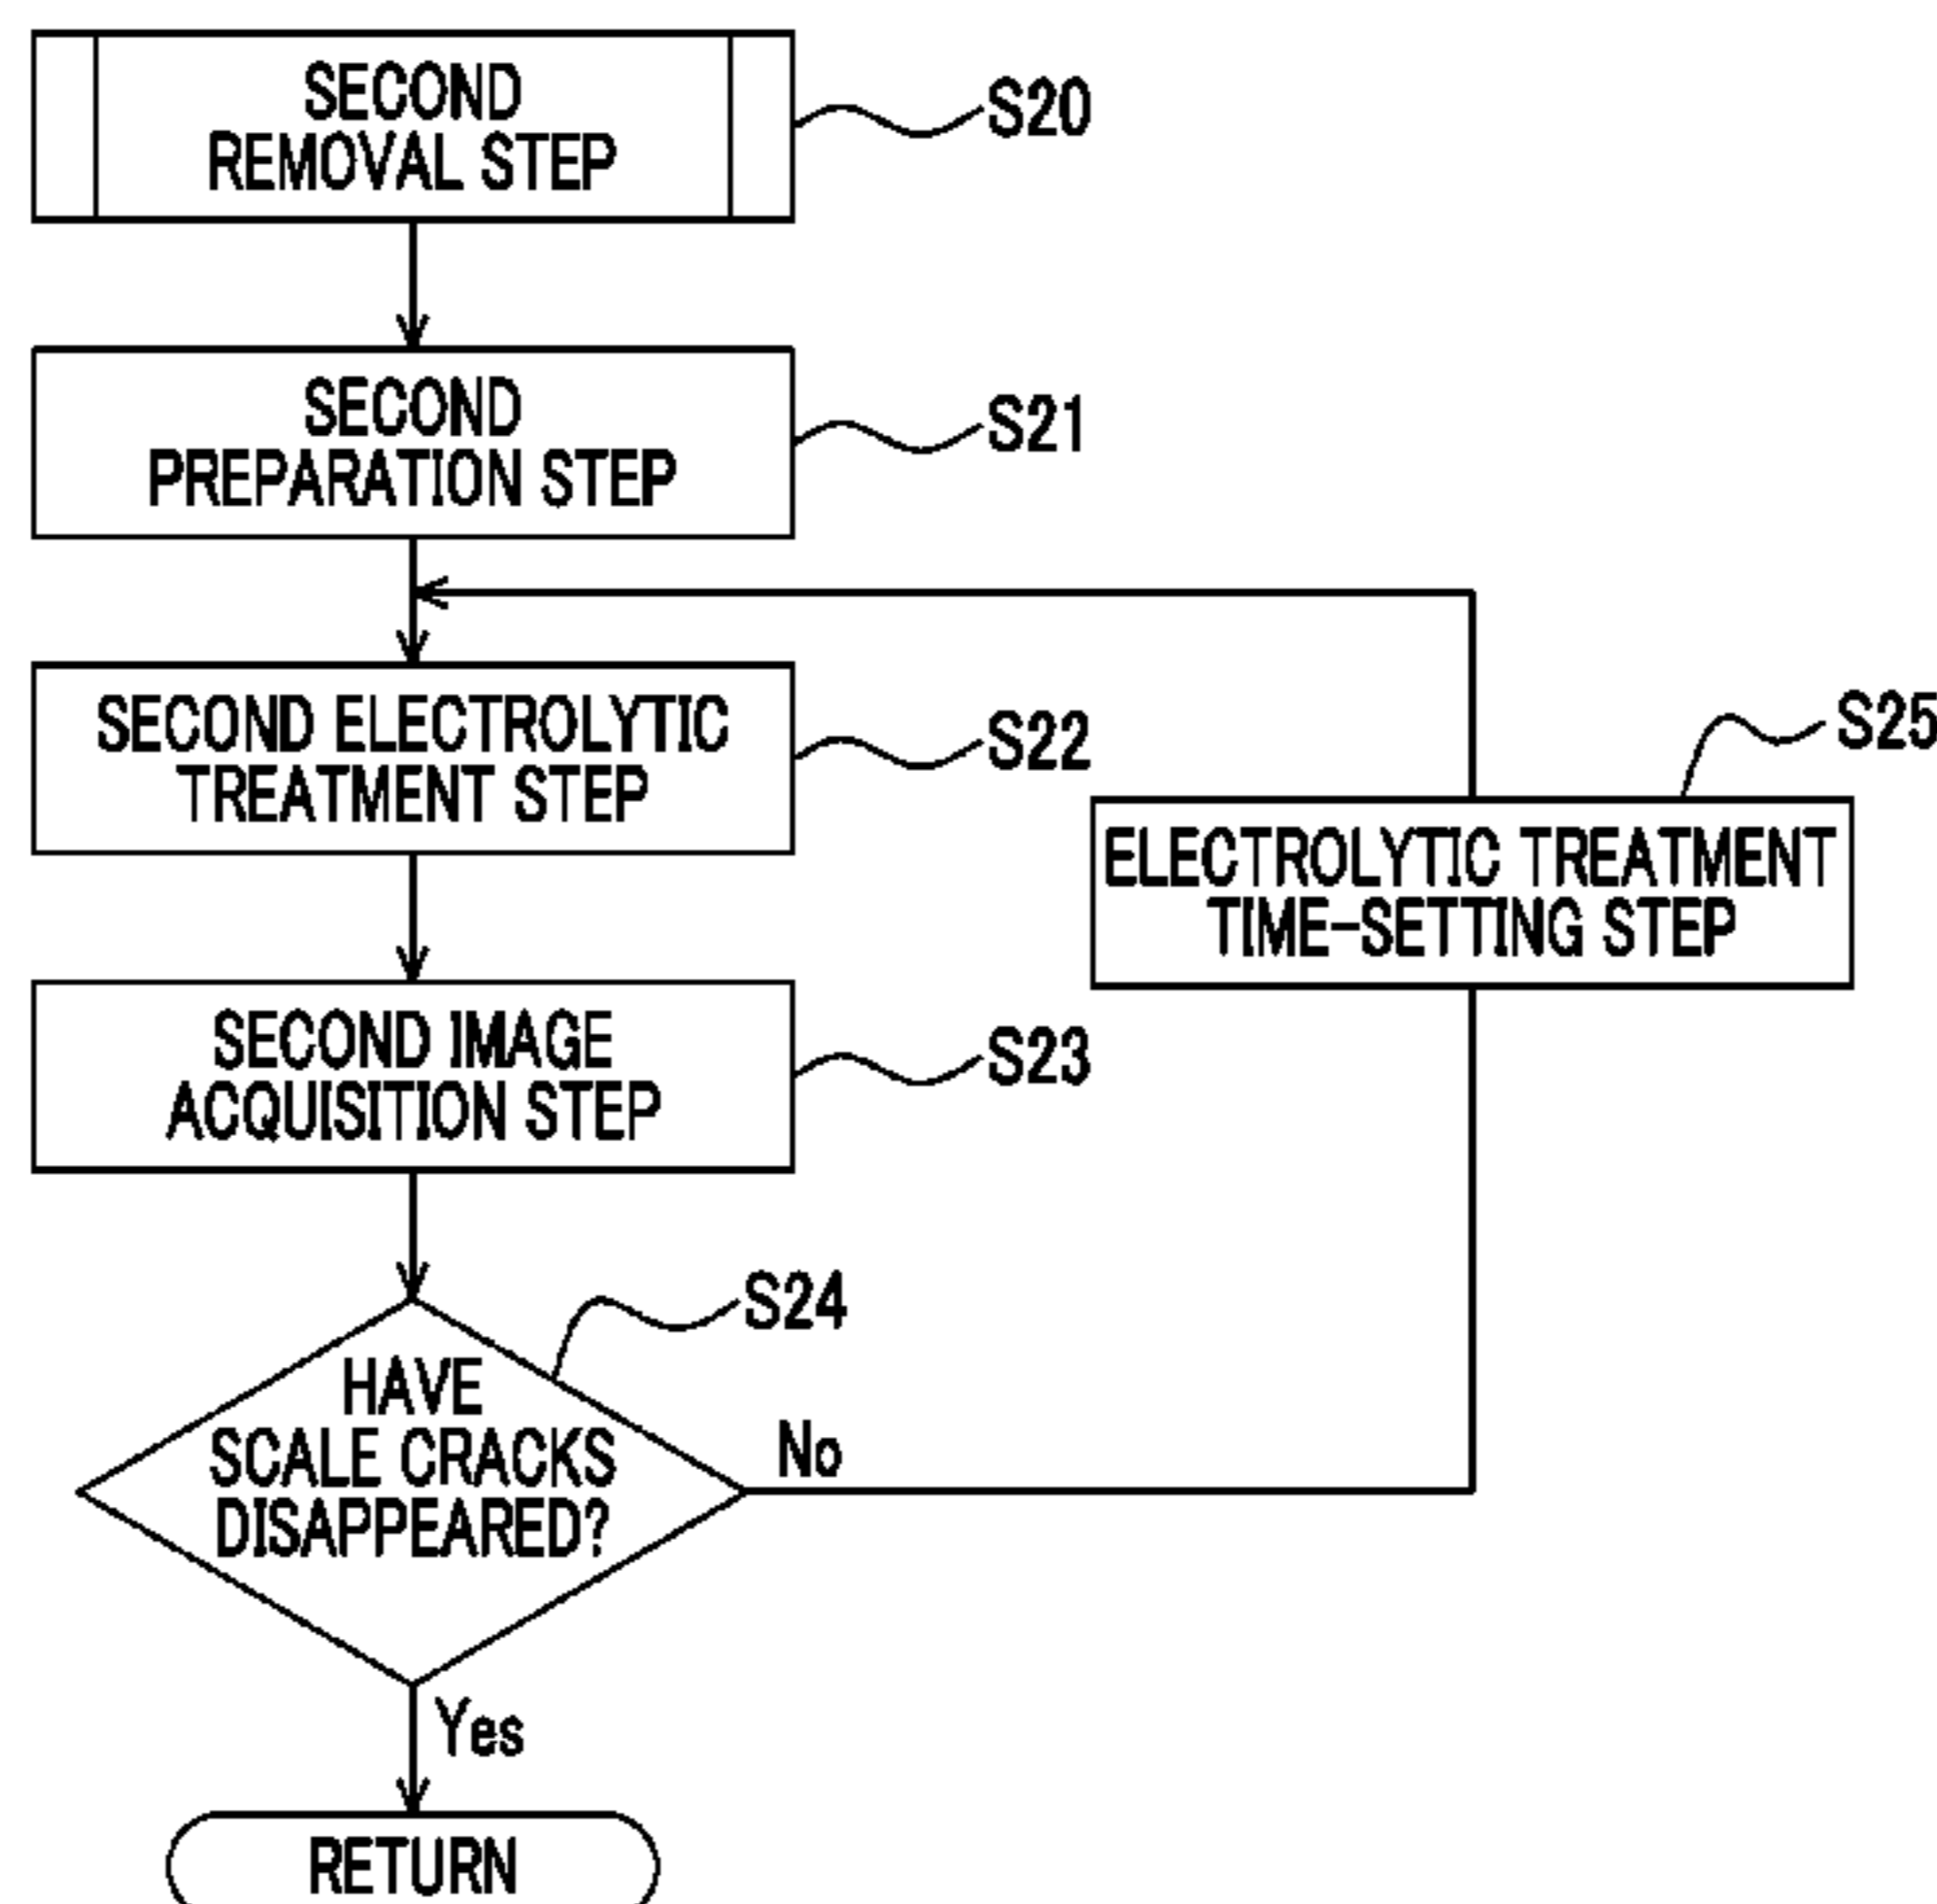 SECOND
REMOVAL STEP
S20
SECOND
PREPARATION STEP
S21
SECOND ELECTROLYTIC
TREATMENT STEP
S22
S25
ELECTROLYTIC TREATMENT
TIME-SETTING STEP
SECOND IMAGE
ACQUISITION STEP
S23
S24
HAVE
SCALE CRACKS
DISAPPEARED?
No
Yes
RETURN